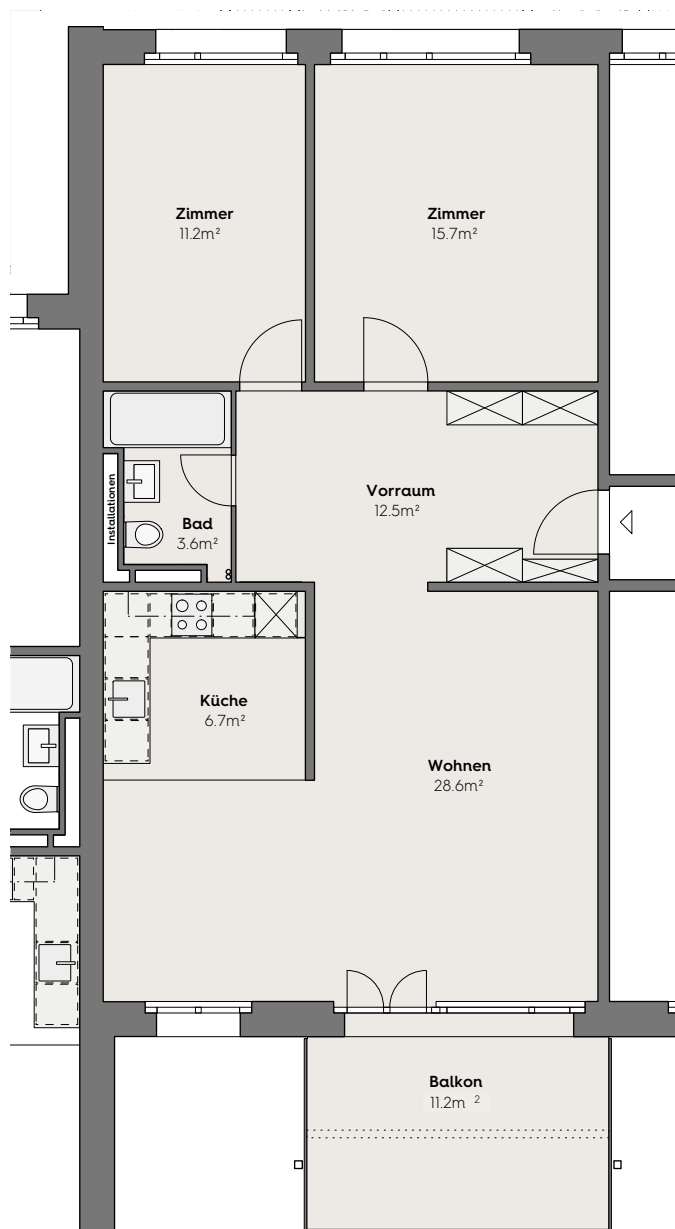 Zimmer
11.2m²
Zimmer
15.7m²
Vorraum
12.5m²
Installationen
Bad
3.6m²
Küche
6.7m²
Wohnen
28.6m²
Balkon
11.2m ²